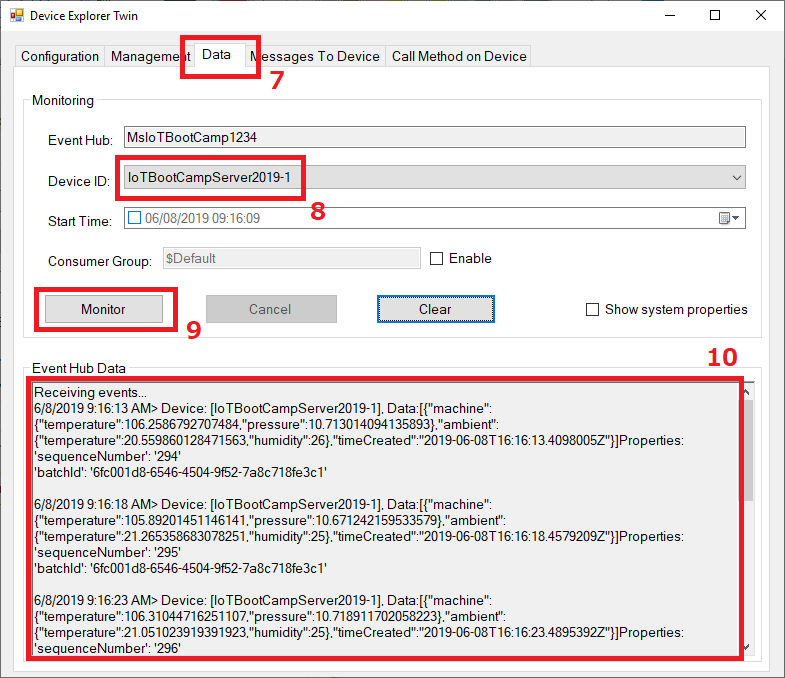 Device Explorer Twin
Configuration Management Data Messages To Device Call Method on Device
7
Monitoring
Event Hub: MsIoTBootCamp1234
Device ID: IoTBootCampServer2019-1
8
Start Time: 06/08/2019 09:16:09
Consumer Group: $Default Enable
Monitor Cancel Clear Show system properties
9
10
Event Hub Data
Receiving events...
6/8/2019 9:16:13 AM> Device: [IoTBootCampServer2019-1], Data:[{"machine":
{"temperature":106.2586792707484,"pressure":10.713014094135893},"ambient":
{"temperature":20.559860128471563,"humidity":26},"timeCreated":"2019-06-08T16:16:13.4098005Z"}]Properties:
'sequenceNumber': '294'
'batchId': '6fc001d8-6546-4504-9f52-7a8c718fe3c1'
6/8/2019 9:16:18 AM> Device: [IoTBootCampServer2019-1], Data:[{"machine":
{"temperature":105.89201451146141,"pressure":10.671242159533579},"ambient":
{"temperature":21.265358683078251,"humidity":25},"timeCreated":"2019-06-08T16:16:18.4579209Z"}]Properties:
'sequenceNumber': '295'
'batchId': '6fc001d8-6546-4504-9f52-7a8c718fe3c1'
6/8/2019 9:16:23 AM> Device: [IoTBootCampServer2019-1], Data:[{"machine":
{"temperature":106.31044716251107,"pressure":10.718911702058223},"ambient":
{"temperature":21.051023919391923,"humidity":25},"timeCreated":"2019-06-08T16:16:23.4895392Z"}]Properties:
'sequenceNumber': '296'